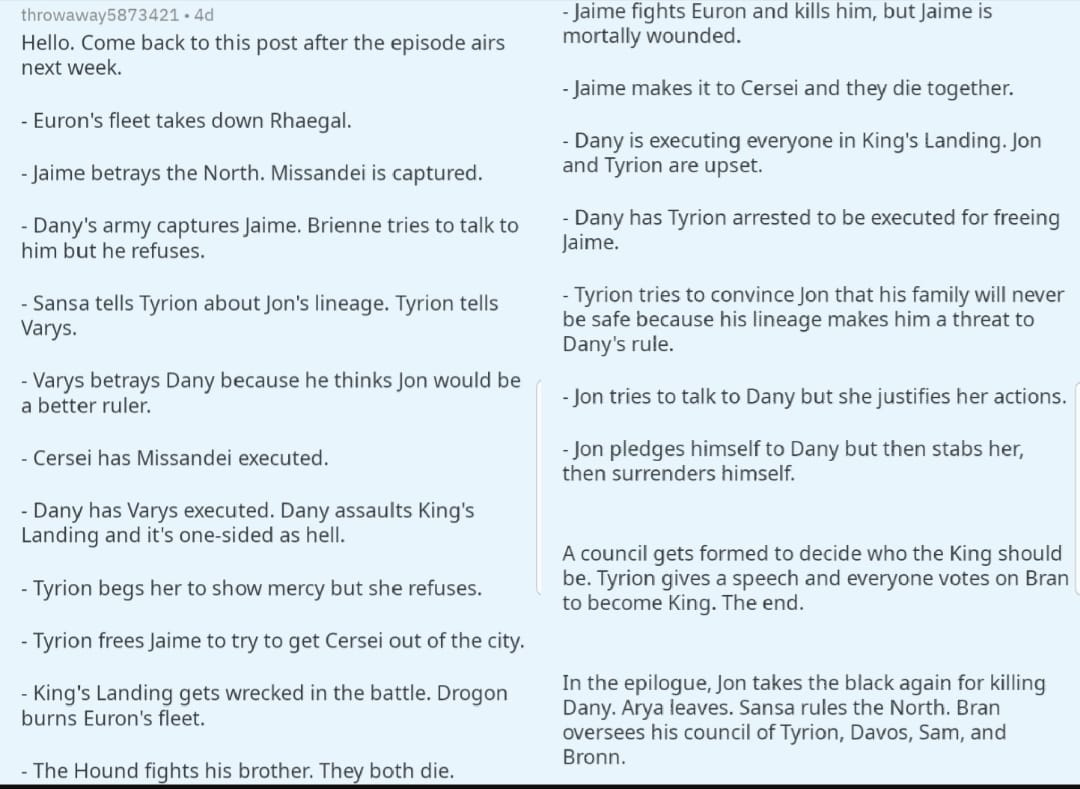 throwaway5873421 • 4d
Hello. Come back to this post after the episode airs
next week.
- Euron's fleet takes down Rhaegal.
- Jaime betrays the North. Missandei is captured.
- Dany's army captures Jaime. Brienne tries to talk to
him but he refuses.
- Sansa tells Tyrion about Jon's lineage. Tyrion tells
Varys.
- Varys betrays Dany because he thinks Jon would be
a better ruler.
- Cersei has Missandei executed.
- Dany has Varys executed. Dany assaults King's
Landing and it's one-sided as hell.
- Tyrion begs her to show mercy but she refuses.
- Tyrion frees Jaime to try to get Cersei out of the city.
- King's Landing gets wrecked in the battle. Drogon
burns Euron's fleet.
- The Hound fights his brother. They both die.
- Jaime fights Euron and kills him, but Jaime is
mortally wounded.
- Jaime makes it to Cersei and they die together.
- Dany is executing everyone in King's Landing. Jon
and Tyrion are upset.
- Dany has Tyrion arrested to be executed for freeing
Jaime.
- Tyrion tries to convince Jon that his family will never
be safe because his lineage makes him a threat to
Dany's rule.
- Jon tries to talk to Dany but she justifies her actions.
- Jon pledges himself to Dany but then stabs her,
then surrenders himself.
A council gets formed to decide who the King should
be. Tyrion gives a speech and everyone votes on Bran
to become King. The end.
In the epilogue, Jon takes the black again for killing
Dany. Arya leaves. Sansa rules the North. Bran
oversees his council of Tyrion, Davos, Sam, and
Bronn.